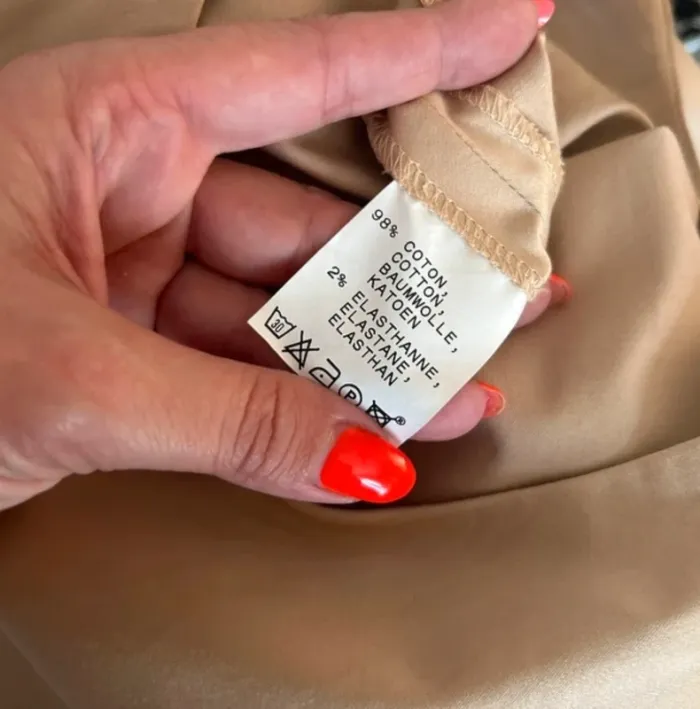 98% COTON,
COTTON,
BAUMWOLLE,
KATOEN
2% ELASTHANNE,
ELASTANE,
ELASTHAN
30
P
®